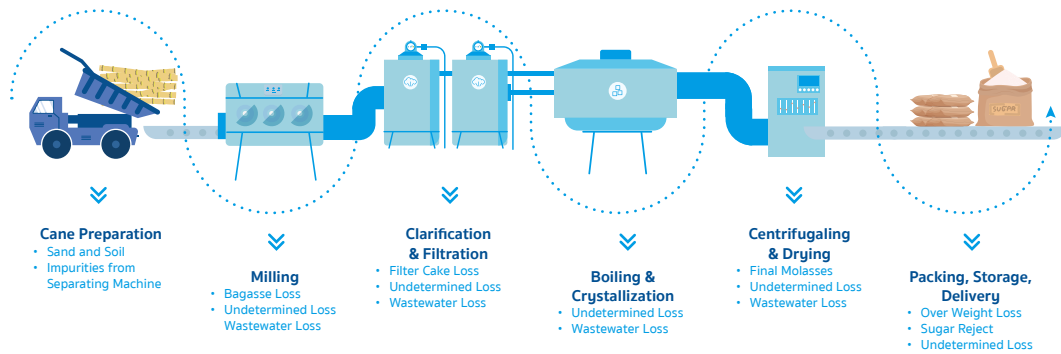 SUGAR
Cane Preparation
• Sand and Soil
• Impurities from
Separating Machine
Milling
• Bagasse Loss
• Undetermined Loss
Wastewater Loss
Clarification
& Filtration
• Filter Cake Loss
• Undetermined Loss
• Wastewater Loss
Boiling &
Crystallization
• Undetermined Loss
• Wastewater Loss
Centrifugaling
& Drying
• Final Molasses
• Undetermined Loss
• Wastewater Loss
Packing, Storage,
Delivery
• Over Weight Loss
• Sugar Reject
• Undetermined Loss